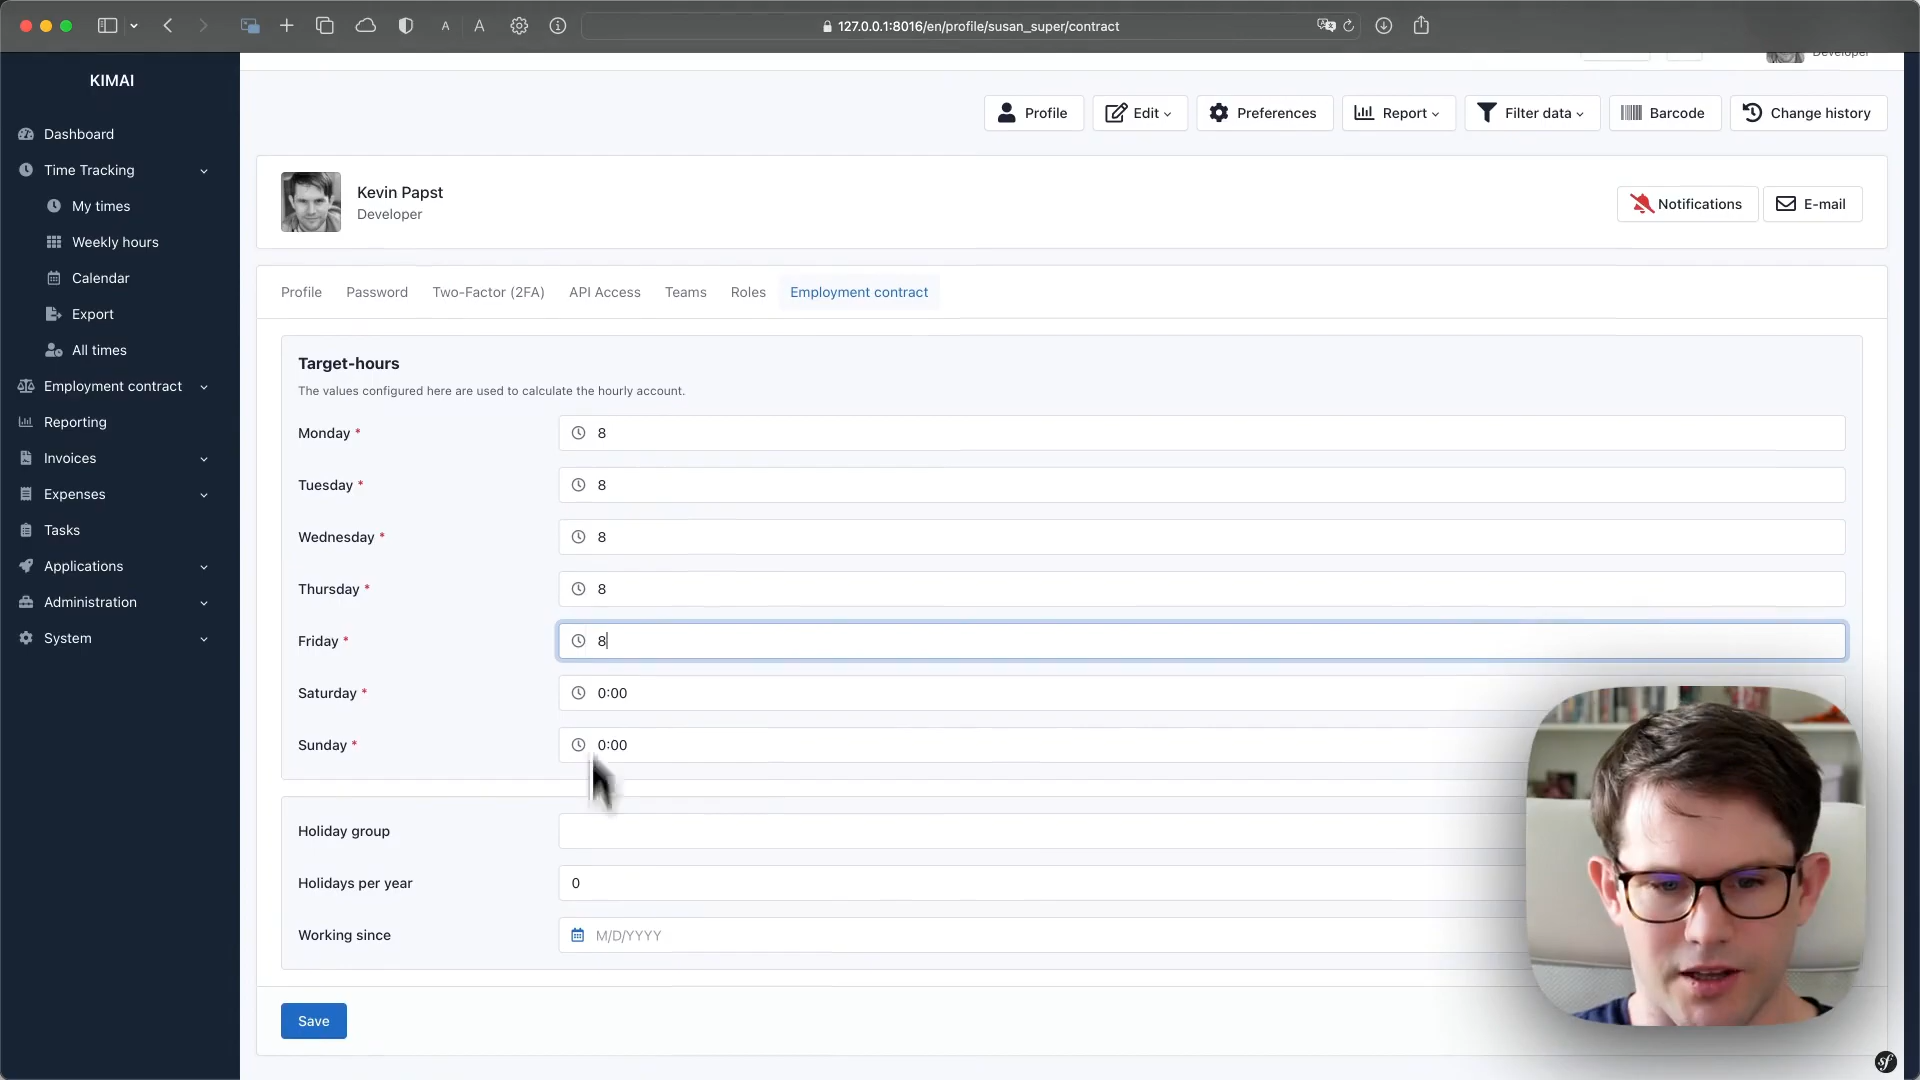 127.0.0.1:8016/en/profile/susan_super/contract
KIMAI
Developer
Dashboard
Time Tracking
My times
Weekly hours
Calendar
Export
All times
Employment contract
Reporting
Invoices
Expenses
Tasks
Applications
Administration
System
Profile
Edit
Preferences
Report
Filter data
Barcode
Change history
Kevin Papst
Developer
Notifications
E-mail
Profile
Password
Two-Factor (2FA)
API Access
Teams
Roles
Employment contract
Target-hours
The values configured here are used to calculate the hourly account.
Monday *
8
Tuesday *
8
Wednesday *
8
Thursday *
8
Friday *
8
Saturday *
0:00
Sunday *
0:00
Holiday group
Holidays per year
0
Working since
M/D/YYYY
Save
sf